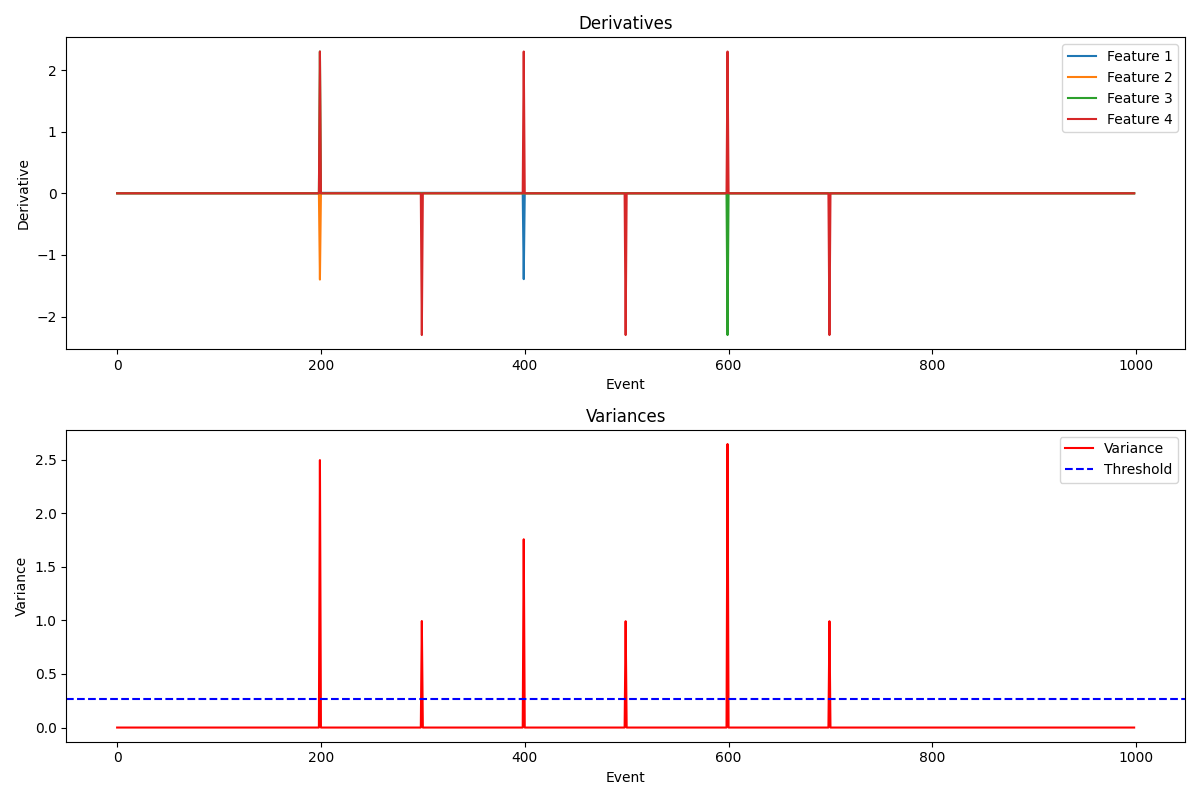 Derivatives
Feature 1
Feature 2
Feature 3
Feature 4
Derivative
2
1
0
−1
−2
0 200 400 600 800 1000
Event
Variances
Variance
Threshold
Variance
2.5
2.0
1.5
1.0
0.5
0.0
0 200 400 600 800 1000
Event